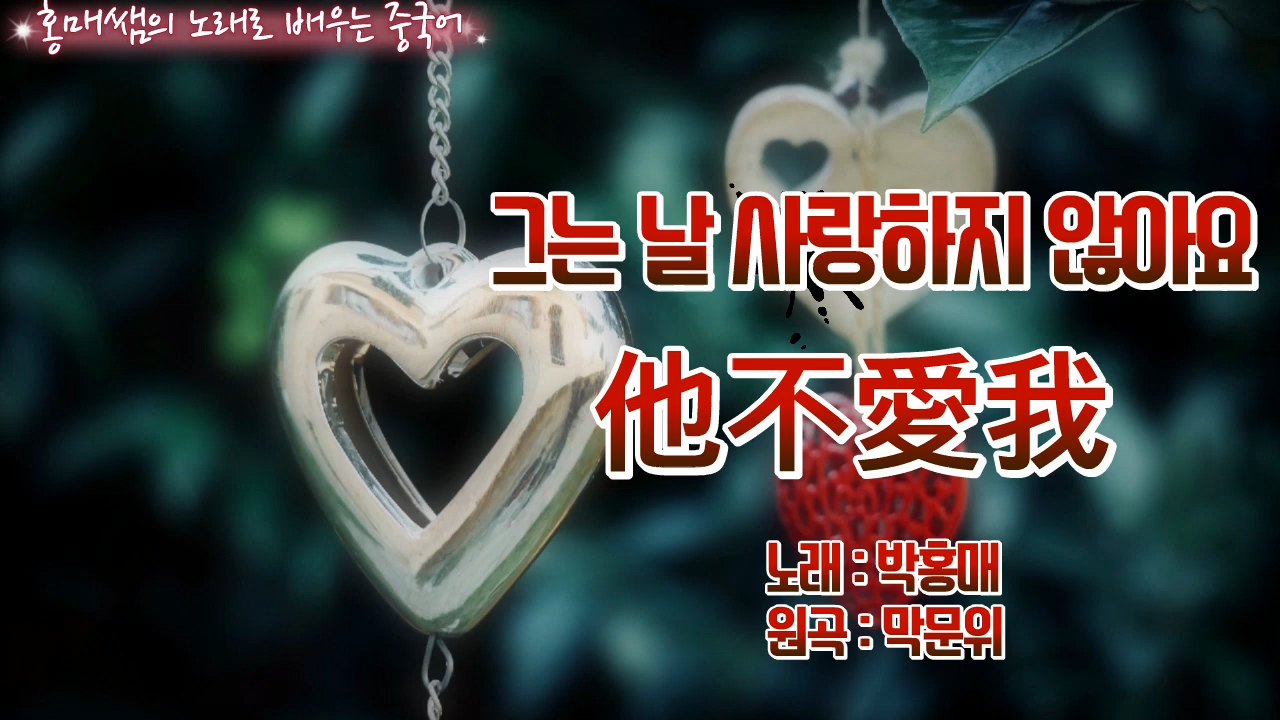 홍매쌤의 노래로 배우는 중국어
그는 날 사랑하지 않아요
他不愛我
노래 : 박홍매
원곡 : 막문위